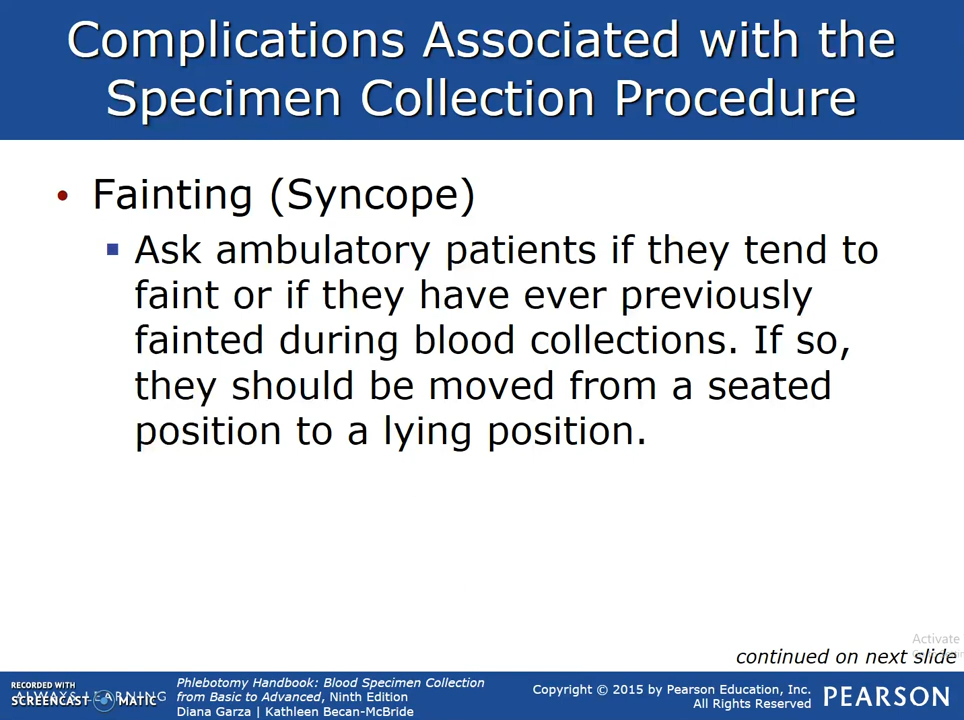 Complications Associated with the
Specimen Collection Procedure
• Fainting (Syncope)
▪ Ask ambulatory patients if they tend to
faint or if they have ever previously
fainted during blood collections. If so,
they should be moved from a seated
position to a lying position.
Activate
continued on next slide
RECORDED WITH
SCREENCAST MATIC
ALWAYS LEARNING
Phlebotomy Handbook: Blood Specimen Collection
from Basic to Advanced, Ninth Edition
Diana Garza | Kathleen Becan-McBride
Copyright © 2015 by Pearson Education, Inc.
All Rights Reserved
PEARSON